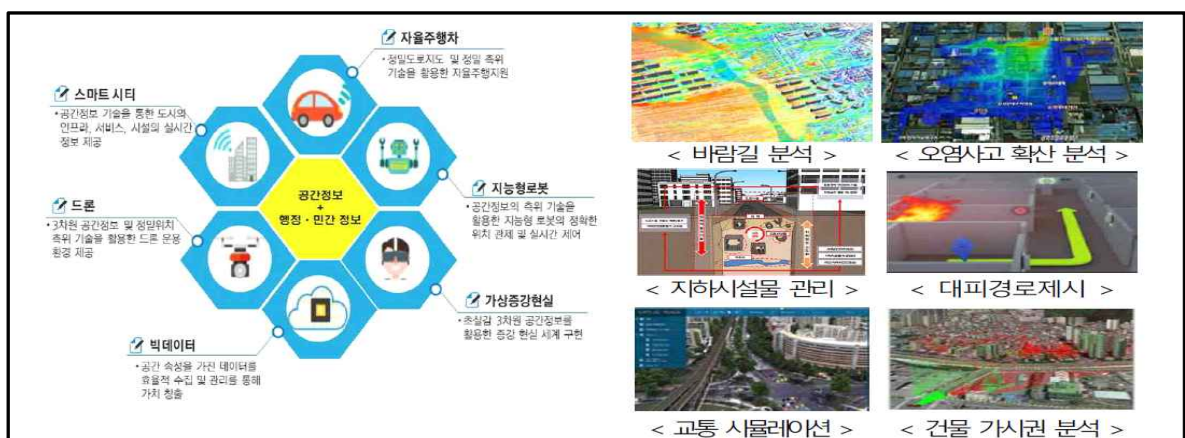 자율주행차
• 정밀도로지도 및 정밀 측위
기술을 활용한 자율주행지원
스마트 시티
• 공간정보 기술을 통한 도시의
인프라, 서비스, 시설의 실시간
정보 제공
공간정보
+
행정·민간 정보
지능형로봇
• 공간정보의 측위 기술을
활용한 지능형 로봇의 정확한
위치 관제 및 실시간 제어
드론
• 3차원 공간정보 및 정밀위치
측위 기술을 활용한 드론 운용
환경 제공
가상증강현실
• 초실감 3차원 공간정보를
활용한 증강 현실 세계 구현
빅데이터
• 공간 속성을 가진 데이터를
효율적 수집 및 관리를 통해
가치 창출
< 바람길 분석 >
< 오염사고 확산 분석 >
< 지하시설물 관리 >
< 대피경로제시 >
< 교통 시뮬레이션 >
< 건물 가시권 분석 >